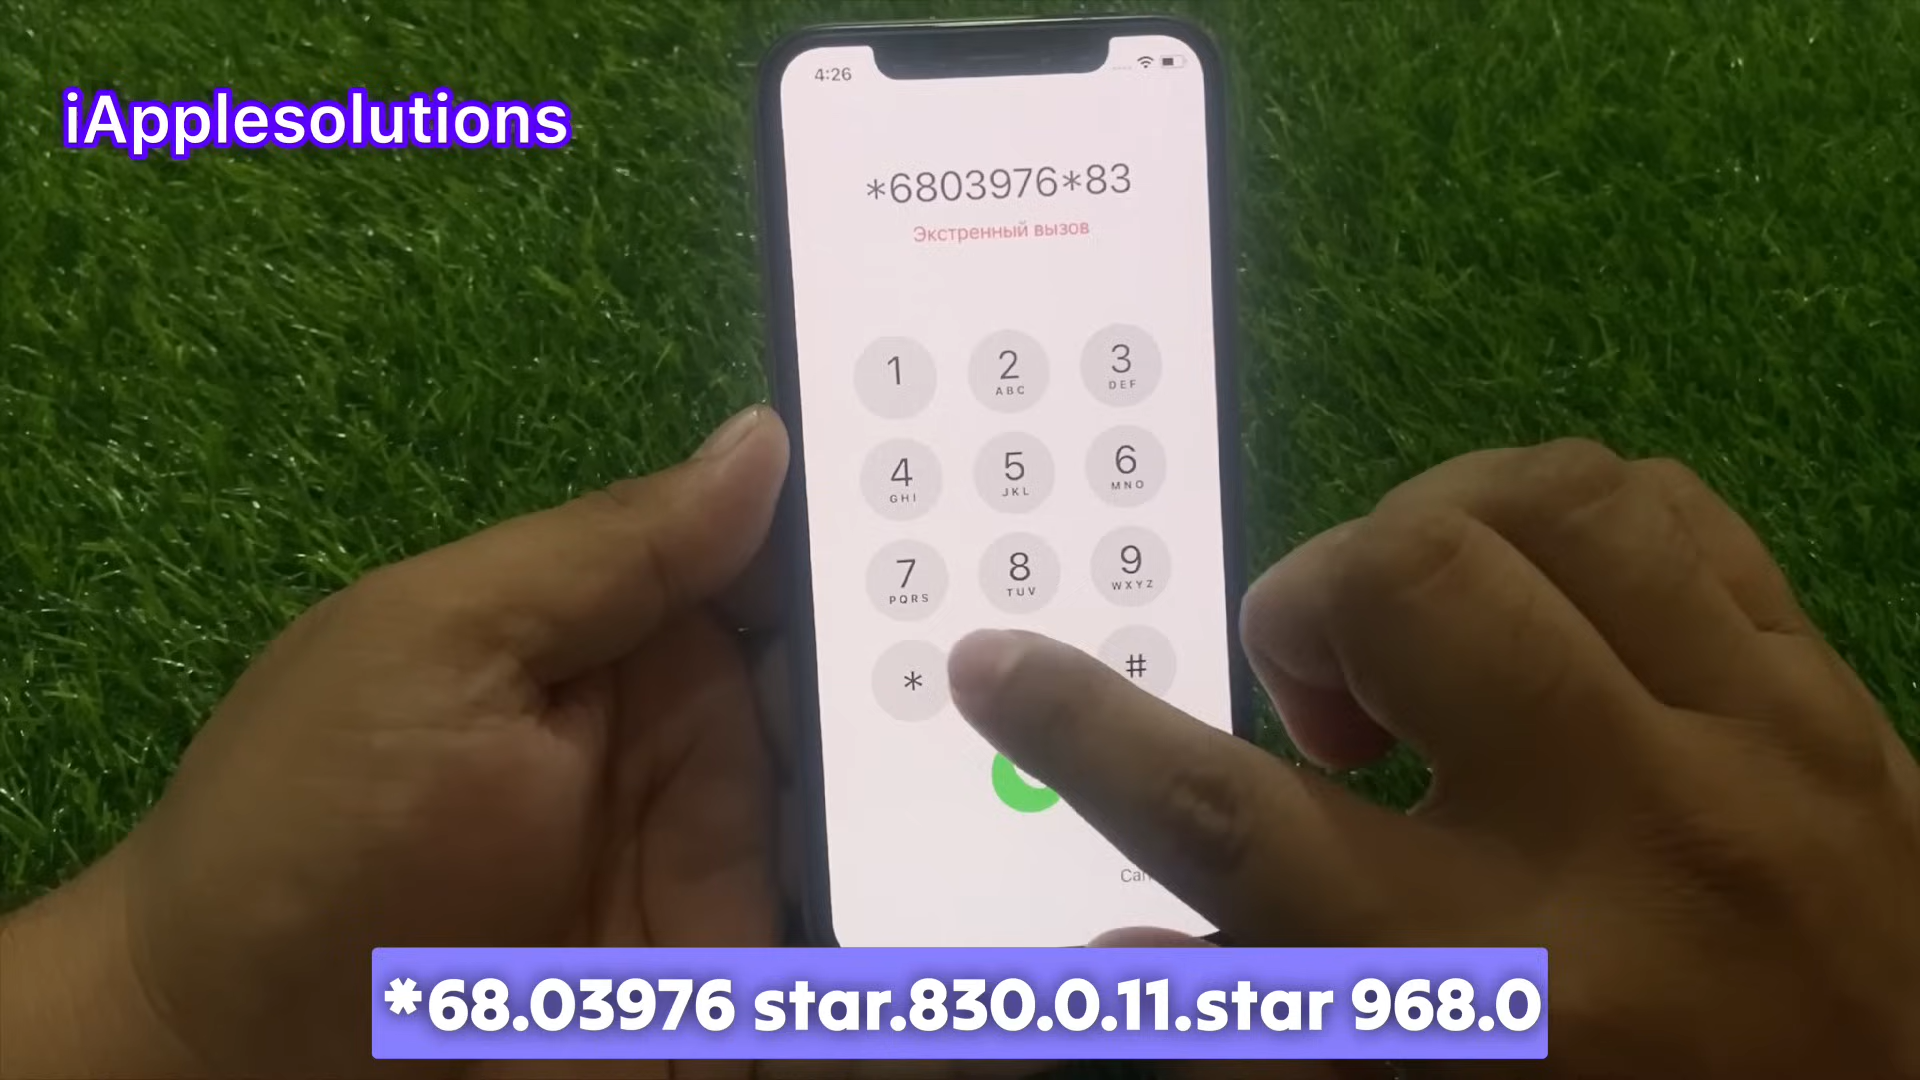 iApplesolutions
4:26
*6803976*83
Экстренный вызов
1
2
ABC
3
DEF
4
GHI
5
JKL
6
MNO
7
PQRS
8
TUV
9
WXYZ
*
#
*68.03976 star.830.0.11.star 968.0